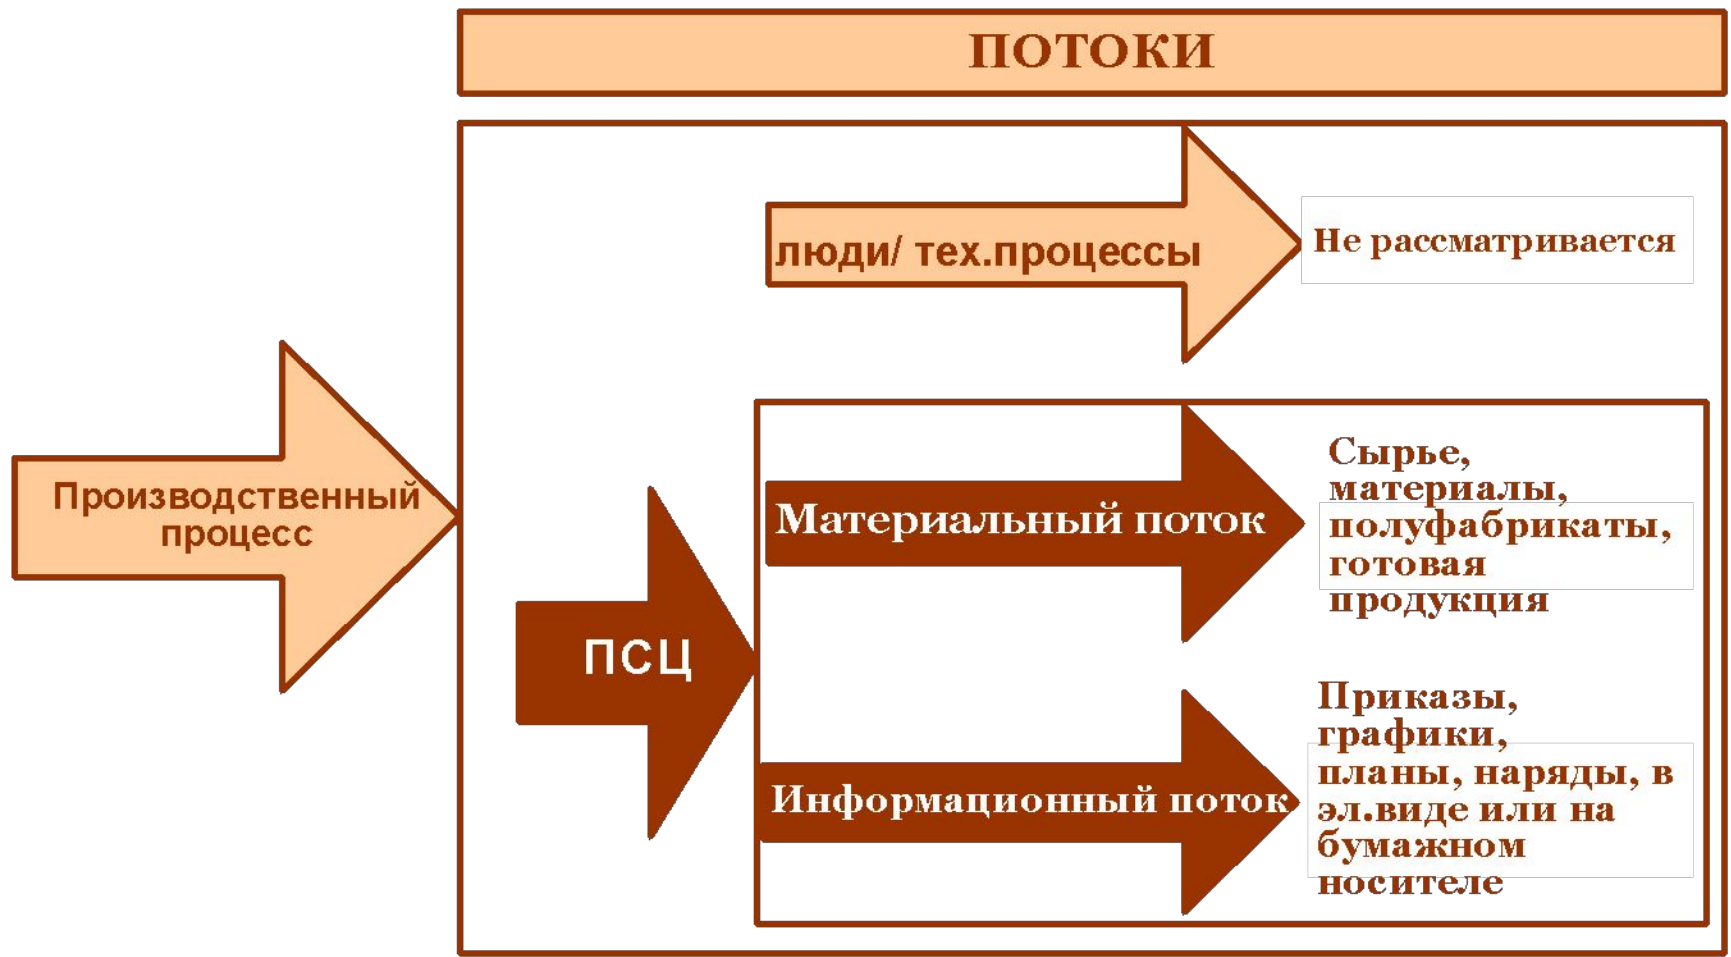 ПОТОКИ
люди/ тех.процессы
Не рассматривается
Производственный
процесс
ПСЦ
Материальный поток
Сырье,
материалы,
полуфабрикаты,
готовая
продукция
Информационный поток
Приказы,
графики,
планы, наряды, в
эл.виде или на
бумажном
носителе